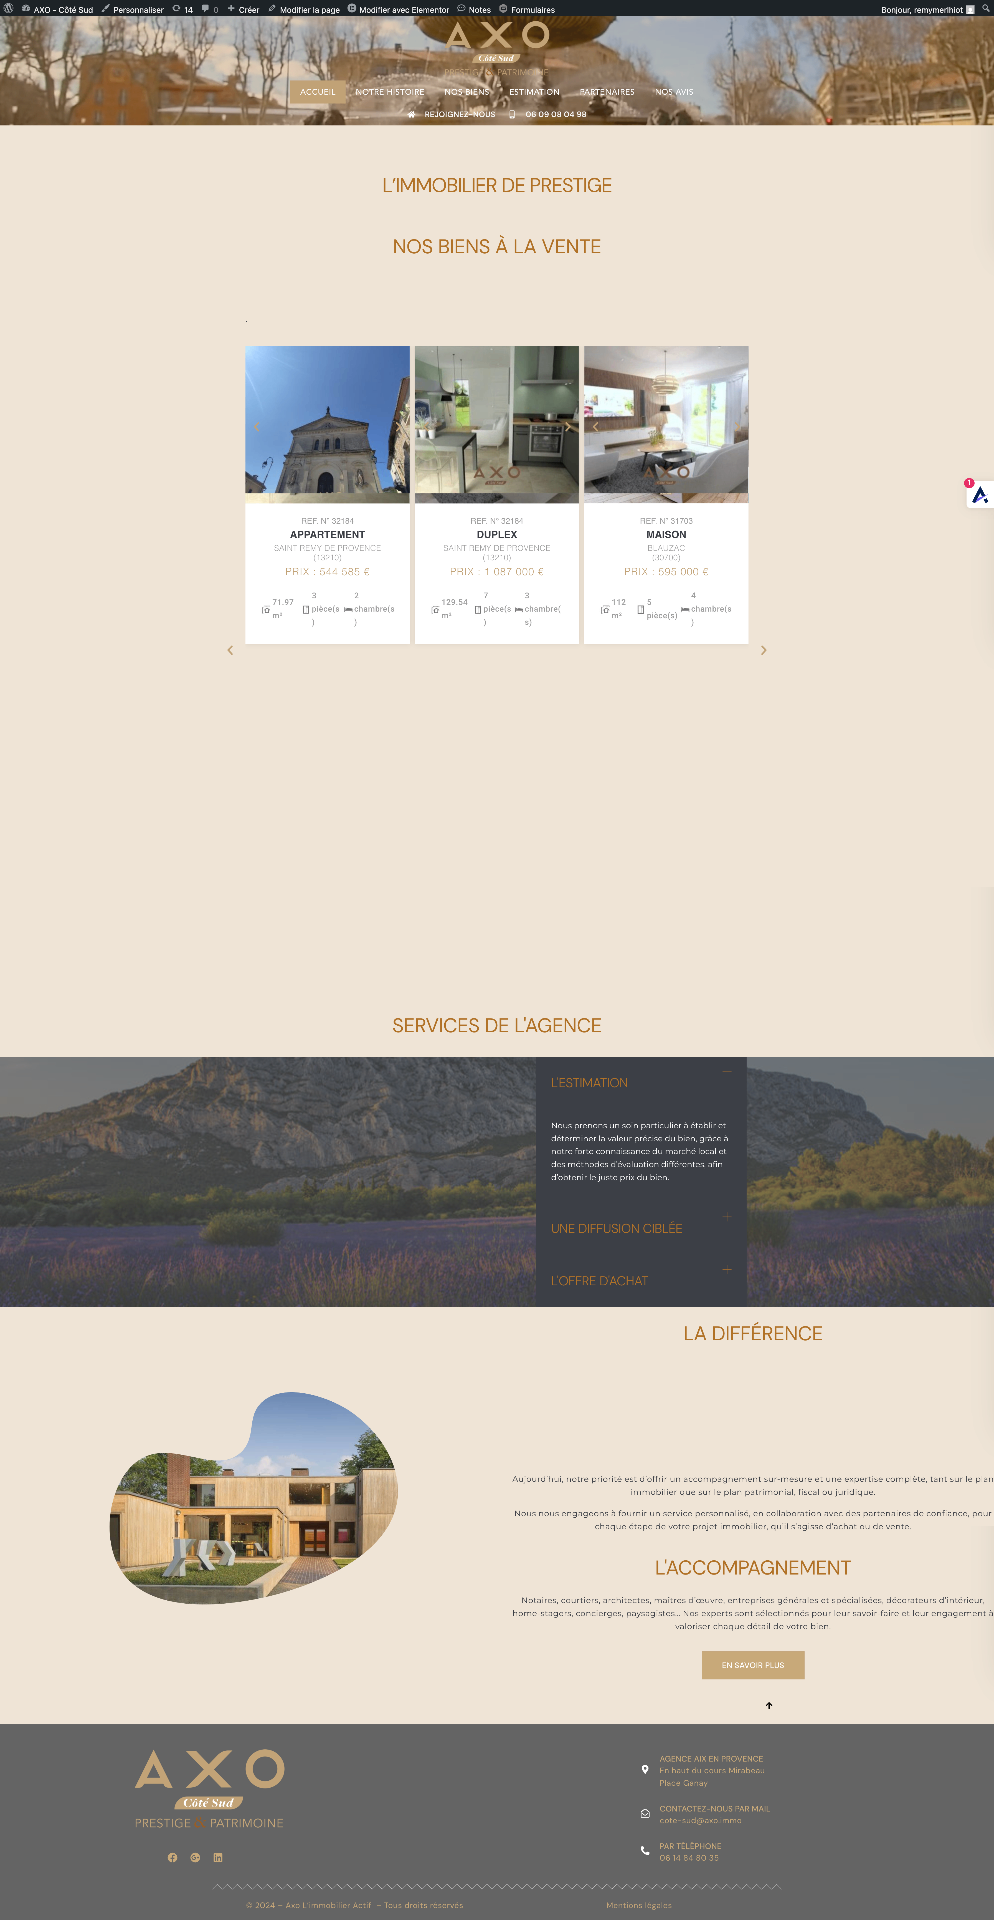 AXO - Côté Sud Personnaliser 14 0 Créer Modifier la page Modifier avec Elementor Notes Formulaires Bonjour, remymerlhiot
AXO
Côté Sud
PRESTIGE & PATRIMOINE
ACCUEIL NOTRE HISTOIRE NOS BIENS ESTIMATION PARTENAIRES NOS AVIS
REJOIGNEZ-NOUS 06 09 08 04 98
L'IMMOBILIER DE PRESTIGE
NOS BIENS À LA VENTE
.
AXO
AXO
1
REF. N° 32184
APPARTEMENT
SAINT REMY DE PROVENCE
(13210)
PRIX : 544 585 €
71.97 m²
3 pièce(s)
2 chambre(s)
REF. N° 32164
DUPLEX
SAINT REMY DE PROVENCE
(13210)
PRIX : 1 087 000 €
129.54 m²
7 pièce(s)
3 chambre(s)
REF. N° 31703
MAISON
BLAUZAC
(30700)
PRIX : 595 000 €
112 m²
5 pièce(s)
4 chambre(s)
SERVICES DE L'AGENCE
L'ESTIMATION
Nous prenons un soin particulier à établir et
déterminer la valeur précise du bien, grâce à
notre forte connaissance du marché local et
des méthodes d'évaluation différentes, afin
d'obtenir le juste prix du bien.
UNE DIFFUSION CIBLÉE
L'OFFRE D'ACHAT
LA DIFFÉRENCE
Aujourd'hui, notre priorité est d'offrir un accompagnement sur-mesure et une expertise complète, tant sur le plan
immobilier que sur le plan patrimonial, fiscal ou juridique.
Nous nous engageons à fournir un service personnalisé, en collaboration avec des partenaires de confiance, pour
chaque étape de votre projet immobilier, qu'il s'agisse d'achat ou de vente.
L'ACCOMPAGNEMENT
Notaires, courtiers, architectes, maîtres d'œuvre, entreprises générales et spécialisées, décorateurs d'intérieur,
home-stagers, concierges, paysagistes… Nos experts sont sélectionnés pour leur savoir faire et leur engagement à
valoriser chaque détail de votre bien.
EN SAVOIR PLUS
AXO
Côté Sud
PRESTIGE & PATRIMOINE
AGENCE AIX EN PROVENCE
En haut du cours Mirabeau
Place Ganay
CONTACTEZ-NOUS PAR MAIL
cote-sud@axo.immo
PAR TÉLÉPHONE
06 14 64 80 35
© 2024 – Axo L'Immobilier Actif – Tous droits réservés
Mentions légales